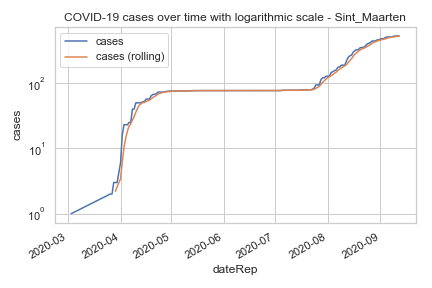 COVID-19 cases over time with logarithmic scale - Sint_Maarten
cases
cases (rolling)
10²
10¹
10⁰
cases
2020-03
2020-04
2020-05
2020-06
2020-07
2020-08
2020-09
dateRep